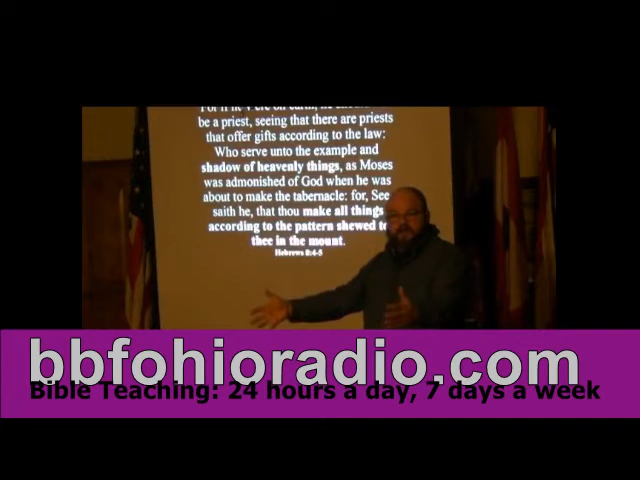 be a priest, seeing that there are priests
that offer gifts according to the law:
Who serve unto the example and
shadow of heavenly things, as Moses
was admonished of God when he was
about to make the tabernacle: for, See
saith he, that thou make all things
according to the pattern shewed to
thee in the mount.
Hebrews 8:4-5
bbfohioradio.com
Bible Teaching: 24 hours a day, 7 days a week